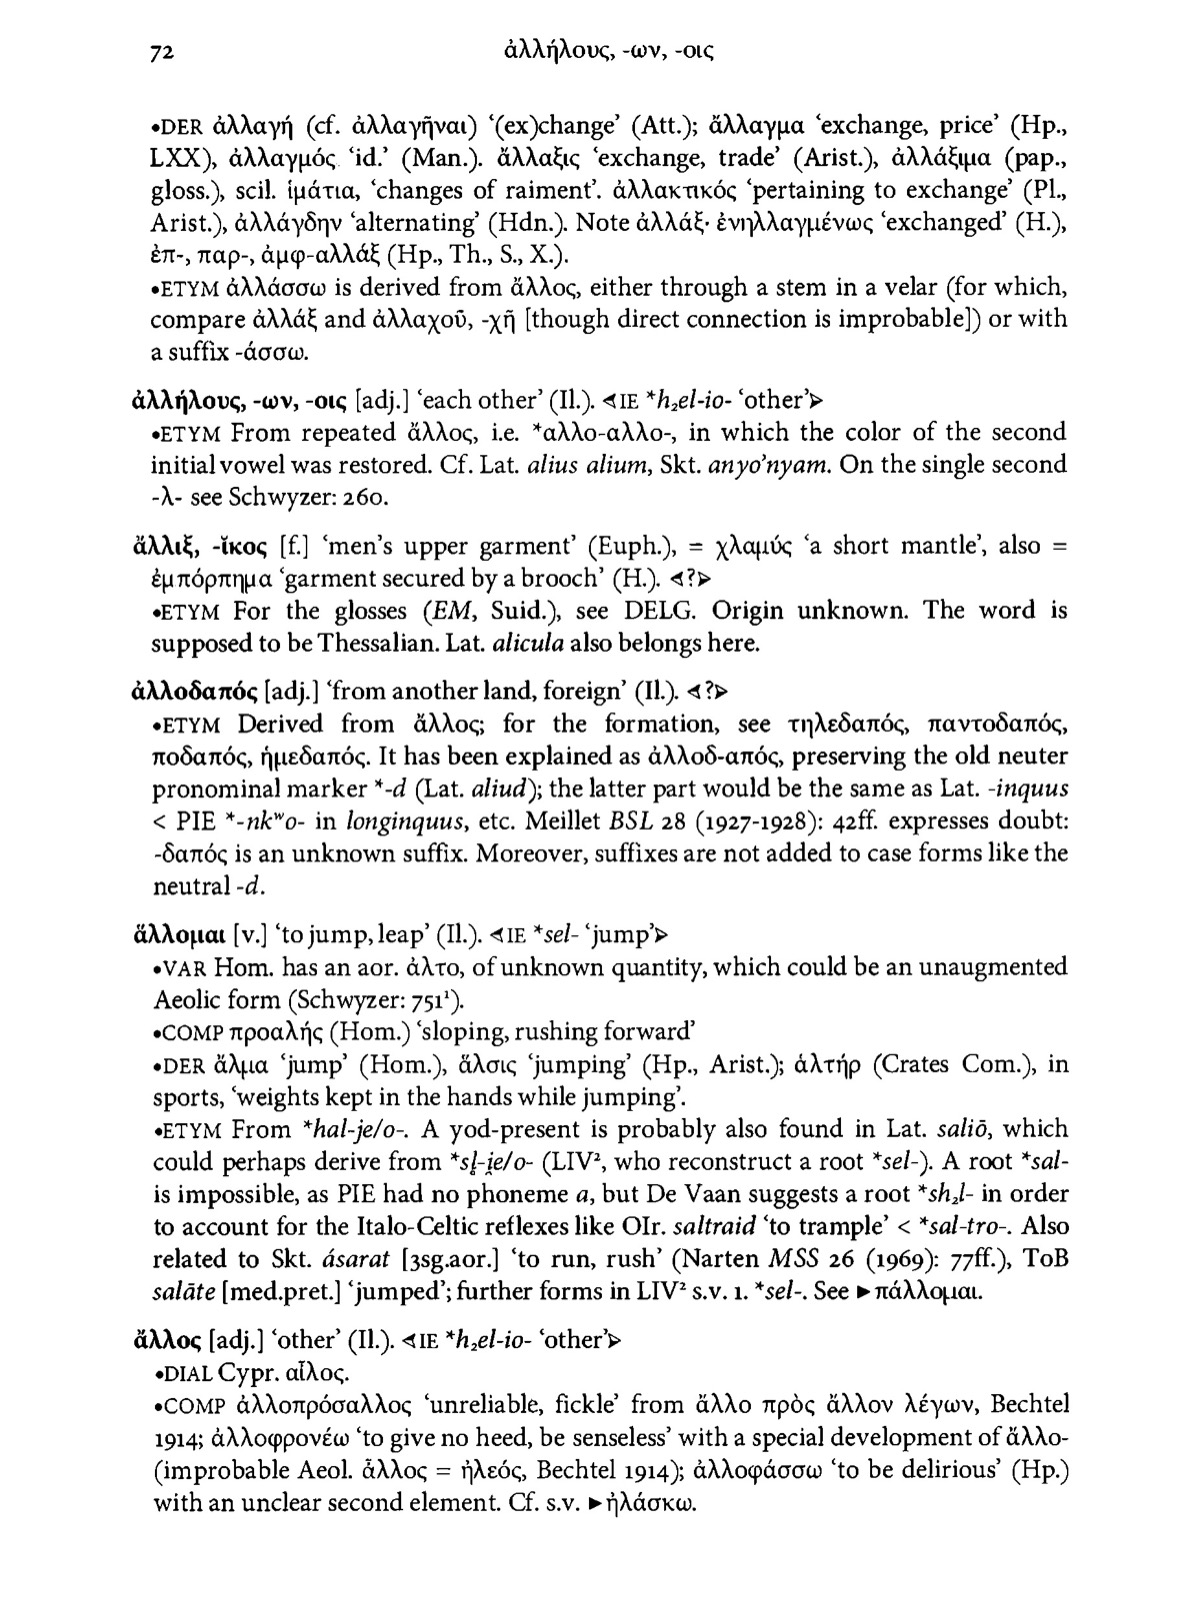 72
ἀλλήλους, -ων, -οις
•DER ἀλλαγή (cf. ἀλλαγῆναι) ‘(ex)change’ (Att.); ἄλλαγμα ‘exchange, price’ (Hp.,
LXX), ἀλλαγμός ‘id.’ (Man.). ἄλλαξις ‘exchange, trade’ (Arist.), ἀλλάξιμα (pap.,
gloss.), scil. ἱμάτια, ‘changes of raiment’. ἀλλακτικός ‘pertaining to exchange’ (Pl.,
Arist.), ἀλλάγδην ‘alternating’ (Hdn.). Note ἀλλάξ· ἐνηλλαγμένως ‘exchanged’ (H.),
ἐπ-, παρ-, ἀμφ-αλλάξ (Hp., Th., S., X.).
•ETYM ἀλλάσσω is derived from ἄλλος, either through a stem in a velar (for which,
compare ἀλλάξ and ἀλλαχοῦ, -χῆ [though direct connection is improbable]) or with
a suffix -άσσω.
ἀλλήλους, -ων, -οις [adj.] ‘each other’ (Il.). ⋖IE *h₂el-io- ‘other’⋗
•ETYM From repeated ἄλλος, i.e. *αλλο-αλλο-, in which the color of the second
initial vowel was restored. Cf. Lat. alius alium, Skt. anyo’nyam. On the single second
-λ- see Schwyzer: 260.
ἄλλιξ, -ῐκος [f.] ‘men’s upper garment’ (Euph.), = χλαμύς ‘a short mantle’, also =
ἐμπόρπημα ‘garment secured by a brooch’ (H.). ⋖?⋗
•ETYM For the glosses (EM, Suid.), see DELG. Origin unknown. The word is
supposed to be Thessalian. Lat. alicula also belongs here.
ἀλλοδαπός [adj.] ‘from another land, foreign’ (Il.). ⋖?⋗
•ETYM Derived from ἄλλος; for the formation, see τηλεδαπός, παντοδαπός,
ποδαπός, ἡμεδαπός. It has been explained as ἀλλοδ-απός, preserving the old neuter
pronominal marker *-d (Lat. aliud); the latter part would be the same as Lat. -inquus
< PIE *-nkʷo- in longinquus, etc. Meillet BSL 28 (1927-1928): 42ff. expresses doubt:
-δαπός is an unknown suffix. Moreover, suffixes are not added to case forms like the
neutral -d.
ἅλλομαι [v.] ‘to jump, leap’ (Il.). ⋖IE *sel- ‘jump’⋗
•VAR Hom. has an aor. ἀλτο, of unknown quantity, which could be an unaugmented
Aeolic form (Schwyzer: 751¹).
•COMP προαλής (Hom.) ‘sloping, rushing forward’
•DER ἅλμα ‘jump’ (Hom.), ἅλσις ‘jumping’ (Hp., Arist.); ἁλτήρ (Crates Com.), in
sports, ‘weights kept in the hands while jumping’.
•ETYM From *hal-je/o-. A yod-present is probably also found in Lat. saliō, which
could perhaps derive from *sl̥-i̯e/o- (LIV², who reconstruct a root *sel-). A root *sal-
is impossible, as PIE had no phoneme a, but De Vaan suggests a root *sh₂l- in order
to account for the Italo-Celtic reflexes like OIr. saltraid ‘to trample’ < *sal-tro-. Also
related to Skt. ásarat [3sg.aor.] ‘to run, rush’ (Narten MSS 26 (1969): 77ff.), ToB
salāte [med.pret.] ‘jumped’; further forms in LIV² s.v. 1. *sel-. See ►πάλλομαι.
ἄλλος [adj.] ‘other’ (Il.). ⋖IE *h₂el-io- ‘other’⋗
•DIAL Cypr. αἶλος.
•COMP ἀλλοπρόσαλλος ‘unreliable, fickle’ from ἄλλο πρὸς ἄλλον λέγων, Bechtel
1914; ἀλλοφρονέω ‘to give no heed, be senseless’ with a special development of ἄλλο-
(improbable Aeol. ἆλλος = ἠλεός, Bechtel 1914); ἀλλοφάσσω ‘to be delirious’ (Hp.)
with an unclear second element. Cf. s.v. ►ἠλάσκω.